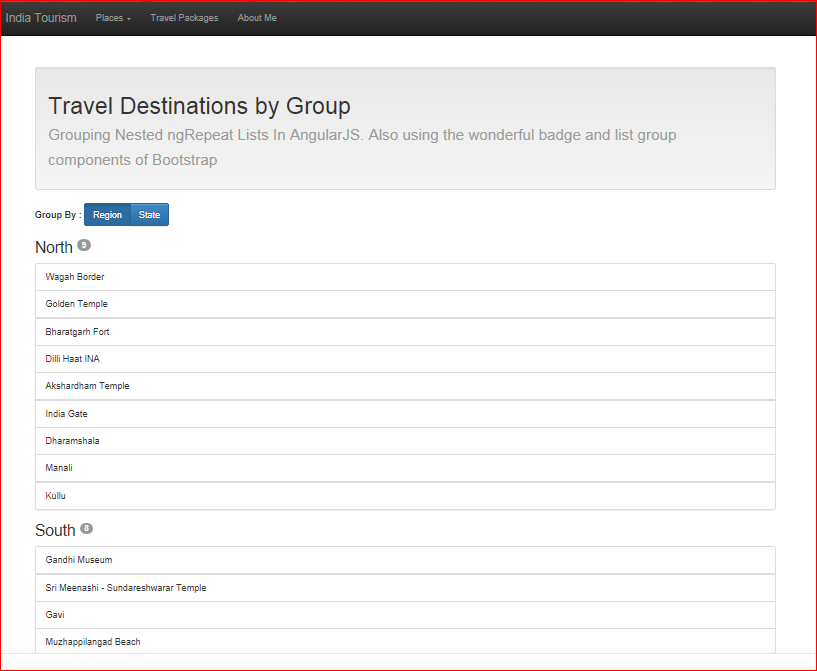 India Tourism Places Travel Packages About Me
Travel Destinations by Group
Grouping Nested ngRepeat Lists In AngularJS. Also using the wonderful badge and list group
components of Bootstrap
Group By : Region State
North 9
Wagah Border
Golden Temple
Bharatgarh Fort
Dilli Haat INA
Akshardham Temple
India Gate
Dharamshala
Manali
Kullu
South 8
Gandhi Museum
Sri Meenashi - Sundareshwarar Temple
Gavi
Muzhappilangad Beach